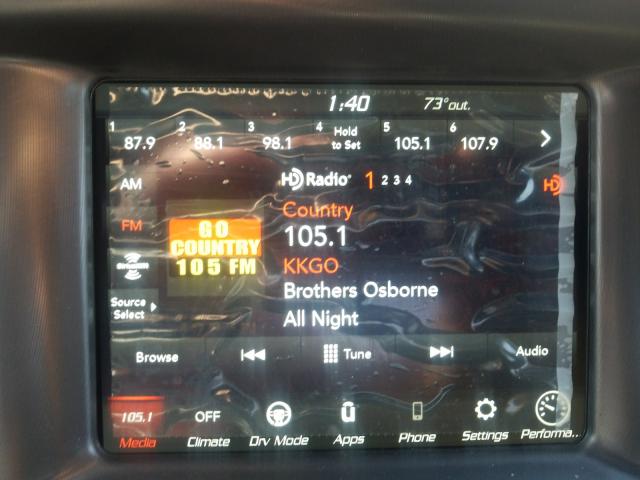 1:40 73° out.
1 2 3 4 5 6
87.9 88.1 98.1 Hold to Set 105.1 107.9
AM
HD Radio 1 2 3 4
HD
FM
GO
COUNTRY
105 FM
Country
105.1
KKGO
Brothers Osborne
All Night
Source
Select
Browse Tune Audio
105.1 OFF
Media Climate Drv Mode Apps Phone Settings Performa..